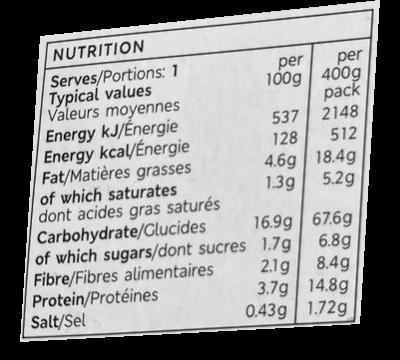 NUTRITION
Serves/Portions: 1 per per
Typical values 100g 400g
Valeurs moyennes pack
Energy kJ/Énergie 537 2148
Energy kcal/Énergie 128 512
Fat/Matières grasses 4.6g 18.4g
of which saturates 1.3g 5.2g
dont acides gras saturés
Carbohydrate/Glucides 16.9g 67.6g
of which sugars/dont sucres 1.7g 6.8g
Fibre/Fibres alimentaires 2.1g 8.4g
Protein/Protéines 3.7g 14.8g
Salt/Sel 0.43g 1.72g